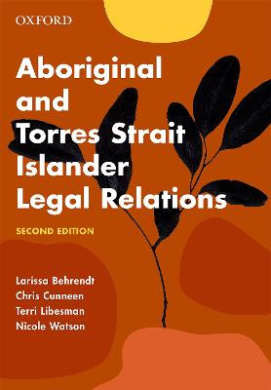 OXFORD
Aboriginal
and
Torres Strait
Islander
Legal Relations
SECOND EDITION
Larissa Behrendt
Chris Cunneen
Terri Libesman
Nicole Watson